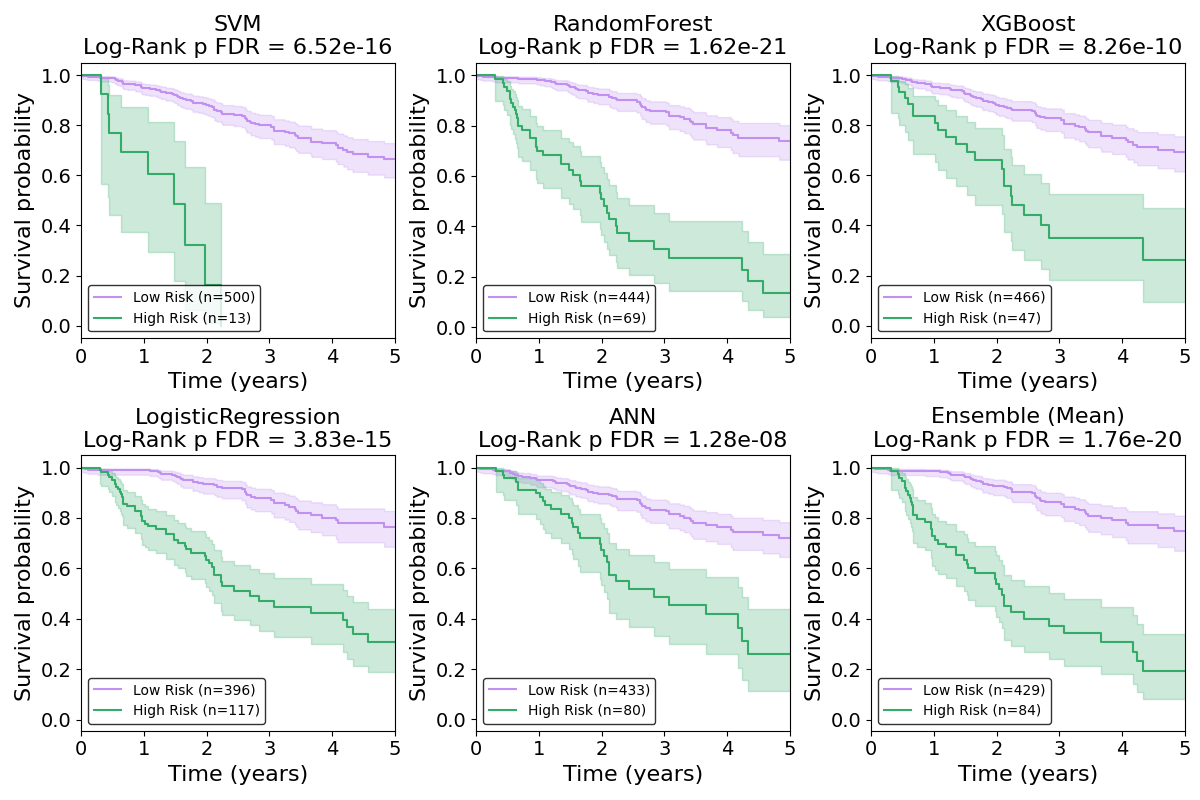 SVM
Log-Rank p FDR = 6.52e-16
Survival probability
1.0
0.8
0.6
0.4
0.2
0.0
Low Risk (n=500)
High Risk (n=13)
0 1 2 3 4 5
Time (years)
RandomForest
Log-Rank p FDR = 1.62e-21
Survival probability
1.0
0.8
0.6
0.4
0.2
0.0
Low Risk (n=444)
High Risk (n=69)
0 1 2 3 4 5
Time (years)
XGBoost
Log-Rank p FDR = 8.26e-10
Survival probability
1.0
0.8
0.6
0.4
0.2
0.0
Low Risk (n=466)
High Risk (n=47)
0 1 2 3 4 5
Time (years)
LogisticRegression
Log-Rank p FDR = 3.83e-15
Survival probability
1.0
0.8
0.6
0.4
0.2
0.0
Low Risk (n=396)
High Risk (n=117)
0 1 2 3 4 5
Time (years)
ANN
Log-Rank p FDR = 1.28e-08
Survival probability
1.0
0.8
0.6
0.4
0.2
0.0
Low Risk (n=433)
High Risk (n=80)
0 1 2 3 4 5
Time (years)
Ensemble (Mean)
Log-Rank p FDR = 1.76e-20
Survival probability
1.0
0.8
0.6
0.4
0.2
0.0
Low Risk (n=429)
High Risk (n=84)
0 1 2 3 4 5
Time (years)